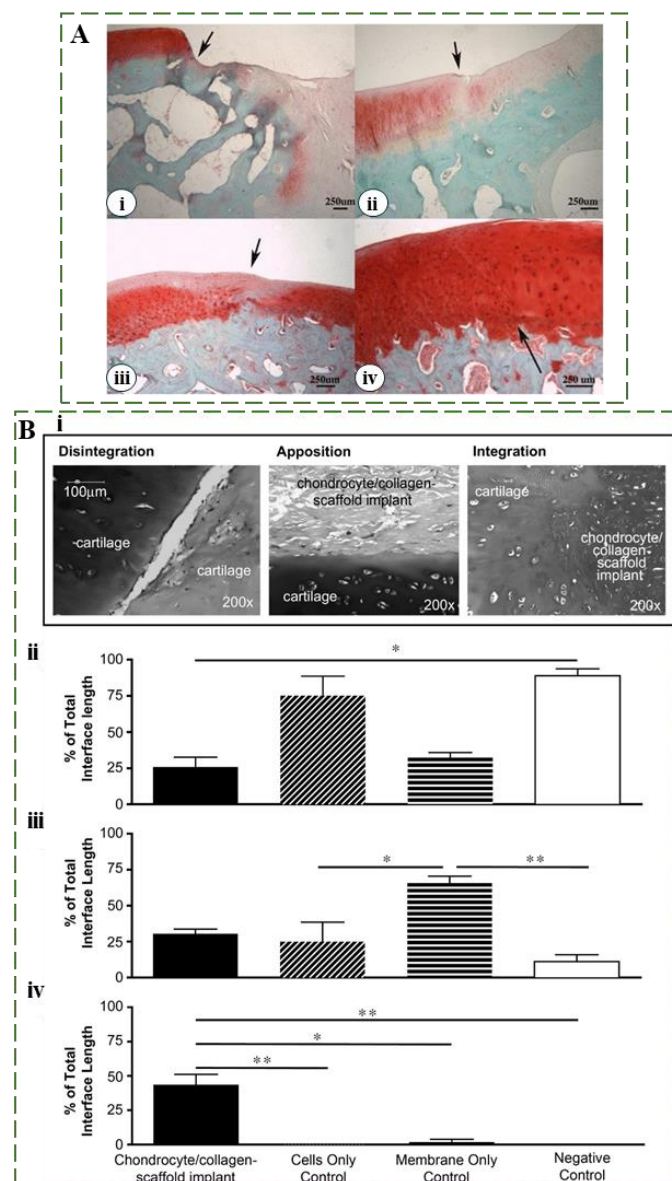 A
i
250um
ii
250um
iii
250um
iv
250 um
B
i
Disintegration
Apposition
Integration
100μm
cartilage
cartilage
200x
chondrocyte/collagen-
scaffold implant
cartilage
200x
cartilage
chondrocyte/
collagen-
scaffold
implant
200x
ii
% of Total
Interface length
100
75
50
25
0
*
iii
% of Total
Interface Length
100
75
50
25
0
*
**
iv
% of Total
Interface Length
100
75
50
25
0
**
*
**
Chondrocyte/collagen-
scaffold implant
Cells Only
Control
Membrane Only
Control
Negative
Control